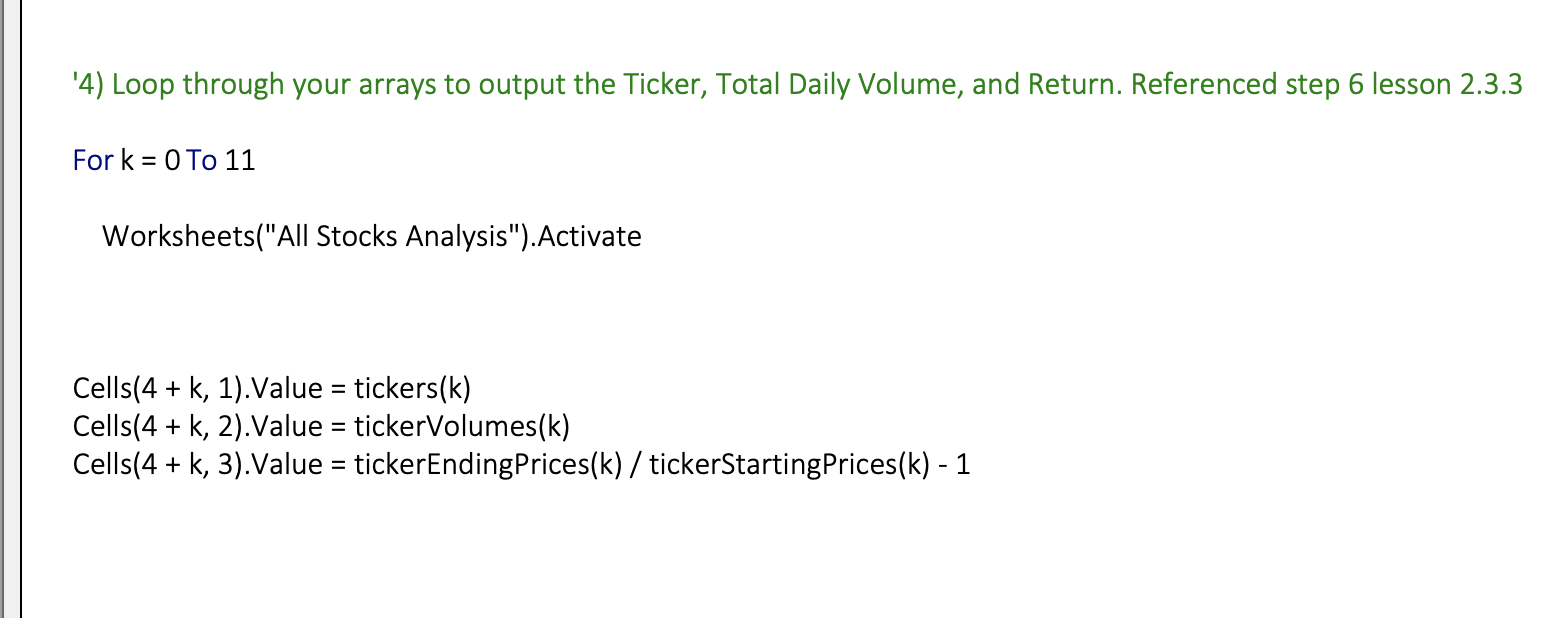 '4) Loop through your arrays to output the Ticker, Total Daily Volume, and Return. Referenced step 6 lesson 2.3.3
For k = 0 To 11
Worksheets("All Stocks Analysis").Activate
Cells(4 + k, 1).Value = tickers(k)
Cells(4 + k, 2).Value = tickerVolumes(k)
Cells(4 + k, 3).Value = tickerEndingPrices(k) / tickerStartingPrices(k) - 1